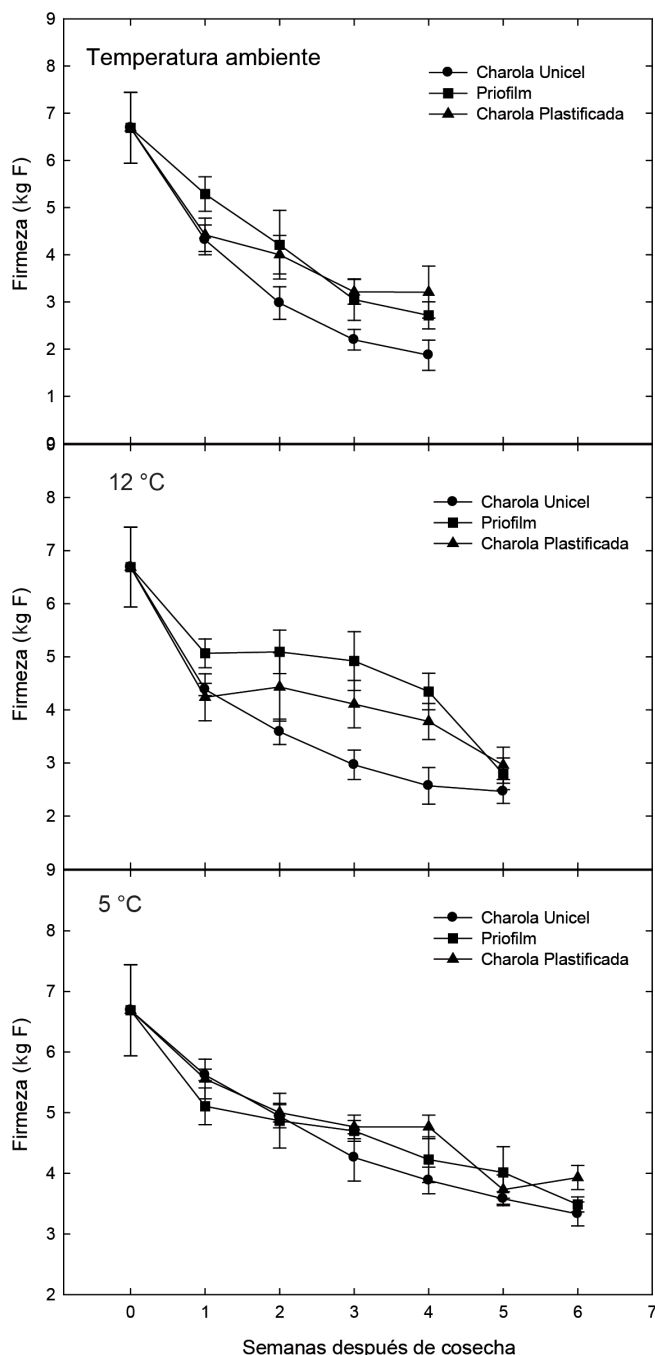 9
Temperatura ambiente
Charola Unicel
Priofilm
Charola Plastificada
8
7
6
5
4
3
2
1
0
Firmeza (kg F)
9
12 °C
Charola Unicel
Priofilm
Charola Plastificada
8
7
6
5
4
3
2
1
Firmeza (kg F)
9
5 °C
Charola Unicel
Priofilm
Charola Plastificada
8
7
6
5
4
3
2
Firmeza (kg F)
0 1 2 3 4 5 6 7
Semanas después de cosecha